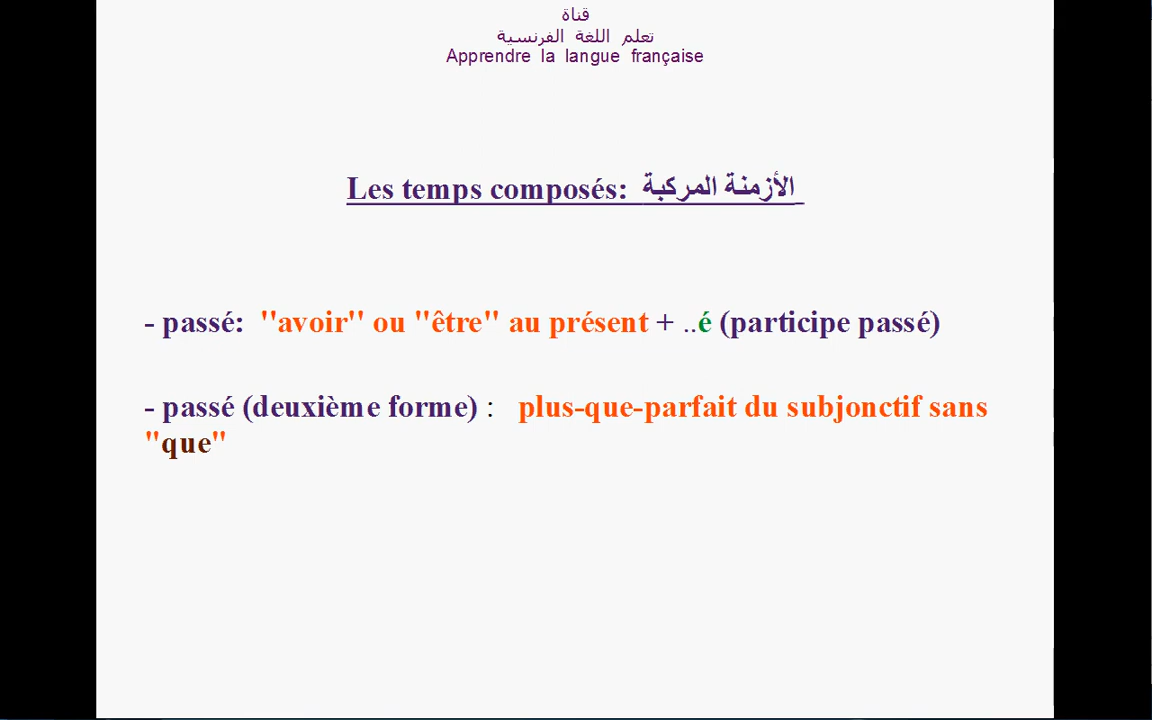 قناة
تعلم اللغة الفرنسية
Apprendre la langue française
Les temps composés: الأزمنة المركبة
- passé: "avoir" ou "être" au présent + ..é (participe passé)
- passé (deuxième forme) : plus-que-parfait du subjonctif sans
"que"